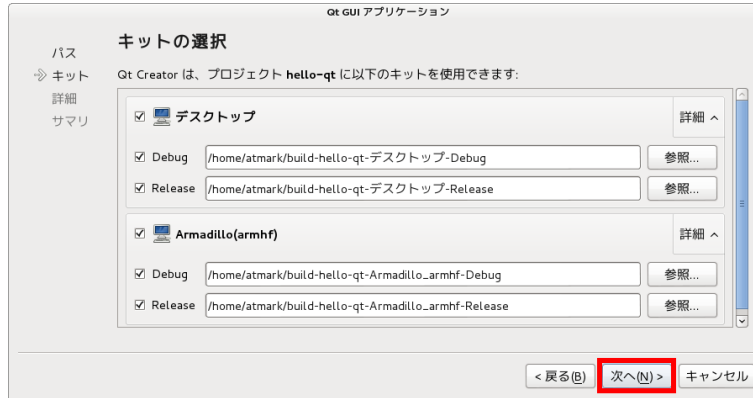 Qt GUI アプリケーション
パス
キット
詳細
サマリ
キットの選択
Qt Creator は、プロジェクト hello-qt に以下のキットを使用できます:
デスクトップ 詳細
Debug /home/atmark/build-hello-qt-デスクトップ-Debug 参照...
Release /home/atmark/build-hello-qt-デスクトップ-Release 参照...
Armadillo(armhf) 詳細
Debug /home/atmark/build-hello-qt-Armadillo_armhf-Debug 参照...
Release /home/atmark/build-hello-qt-Armadillo_armhf-Release 参照...
< 戻る(B) 次へ(N) > キャンセル